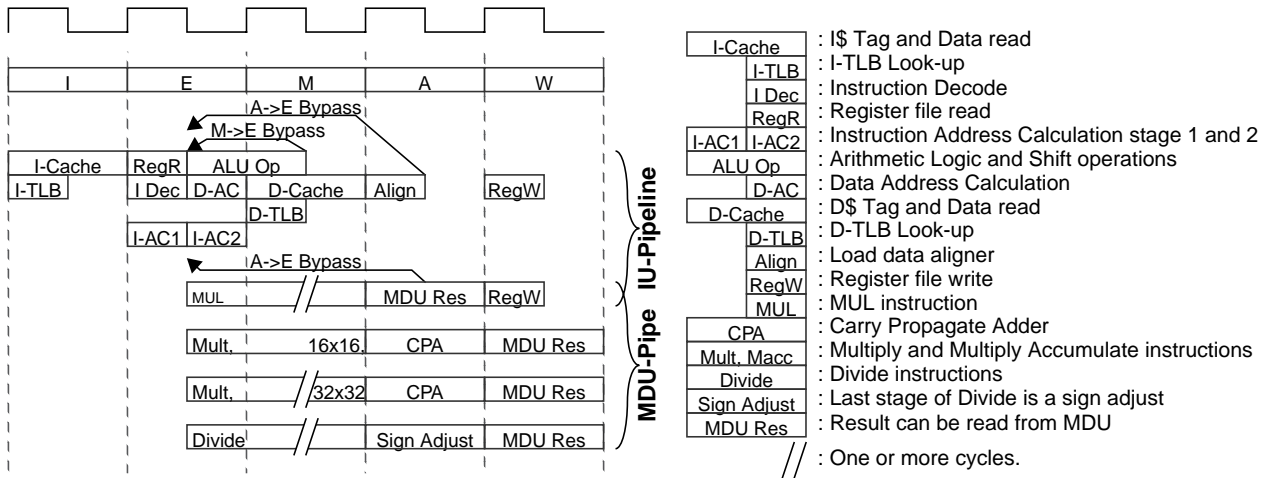 I E M A W
A->E Bypass
M->E Bypass
I-Cache RegR ALU Op
I-TLB I Dec D-AC D-Cache Align RegW
D-TLB
I-AC1 I-AC2
A->E Bypass
MUL MDU Res RegW
Mult, 16x16, CPA MDU Res
Mult, 32x32 CPA MDU Res
Divide Sign Adjust MDU Res
IU-Pipeline
MDU-Pipe
I-Cache : I$ Tag and Data read
I-TLB : I-TLB Look-up
I Dec : Instruction Decode
RegR : Register file read
I-AC1 I-AC2 : Instruction Address Calculation stage 1 and 2
ALU Op : Arithmetic Logic and Shift operations
D-AC : Data Address Calculation
D-Cache : D$ Tag and Data read
D-TLB : D-TLB Look-up
Align : Load data aligner
RegW : Register file write
MUL : MUL instruction
CPA : Carry Propagate Adder
Mult, Macc : Multiply and Multiply Accumulate instructions
Divide : Divide instructions
Sign Adjust : Last stage of Divide is a sign adjust
MDU Res : Result can be read from MDU
: One or more cycles.